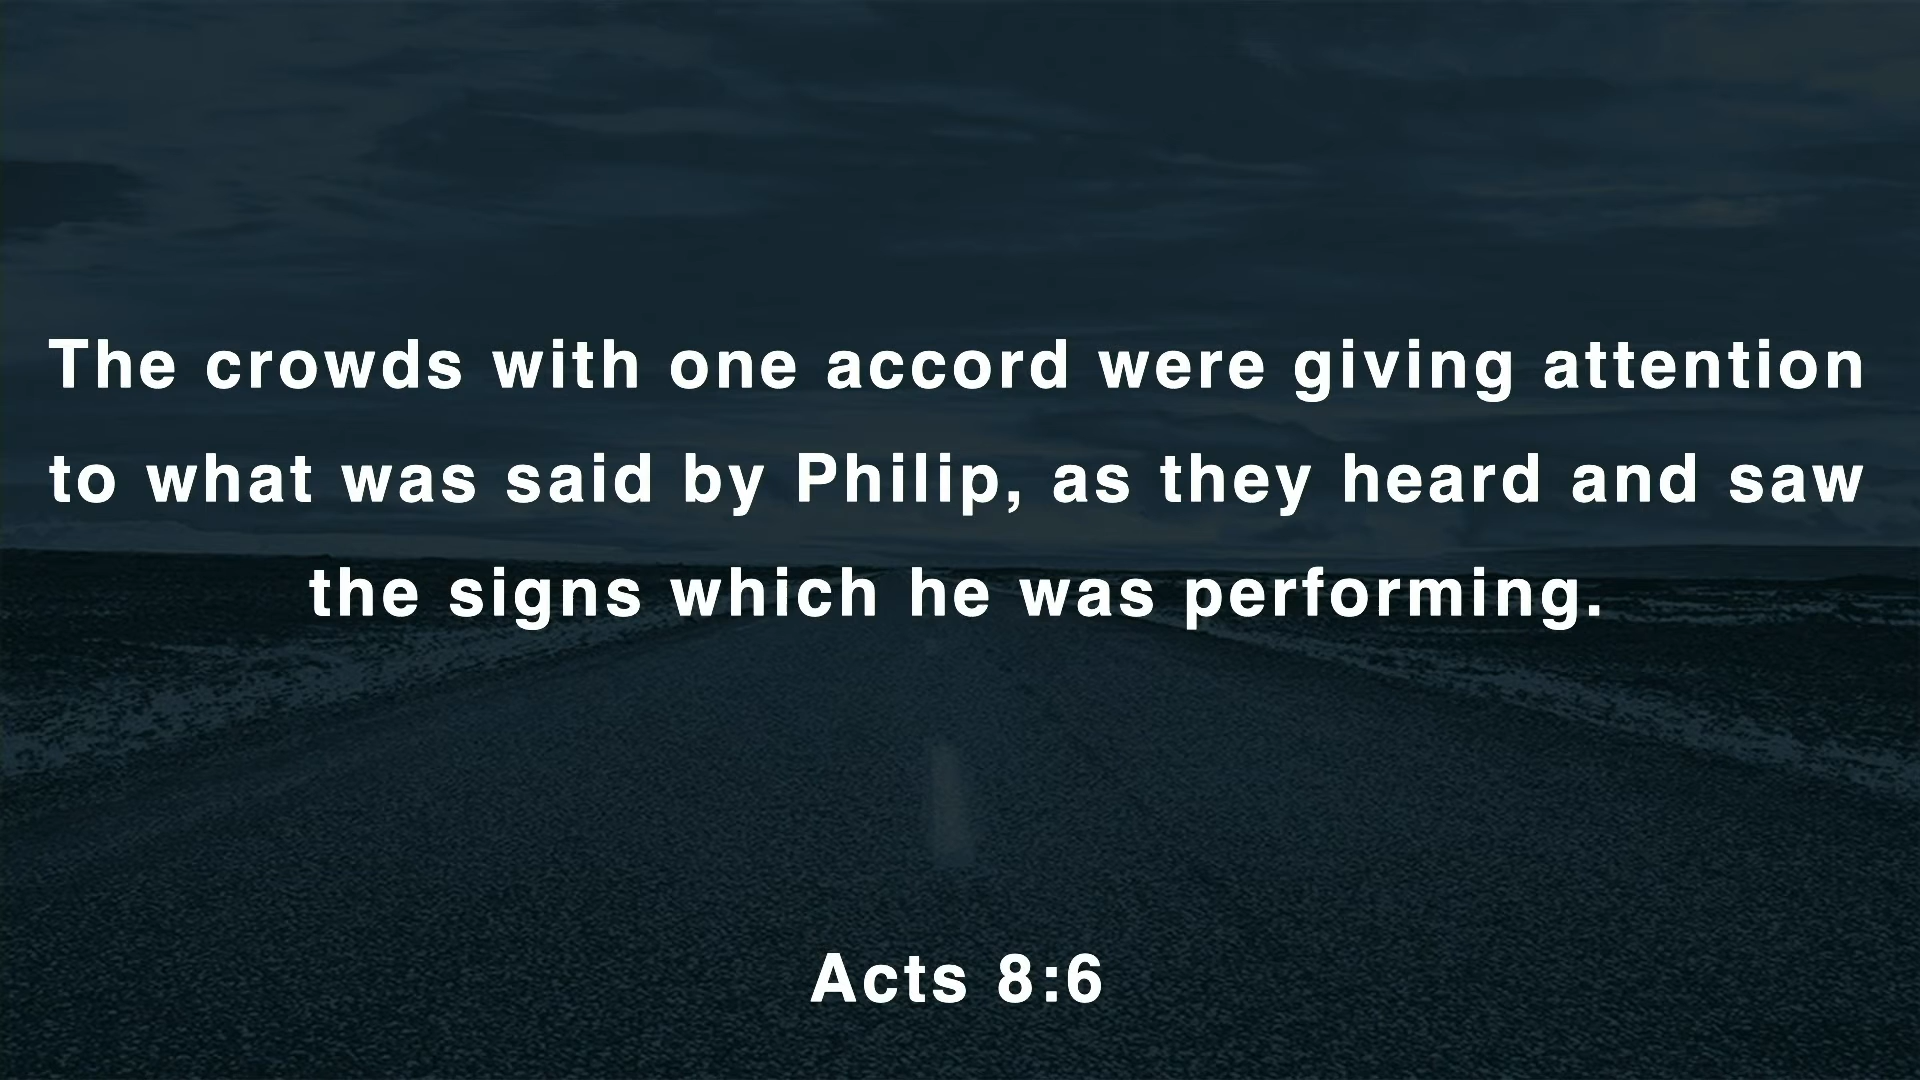 The crowds with one accord were giving attention
to what was said by Philip, as they heard and saw
the signs which he was performing.
Acts 8:6